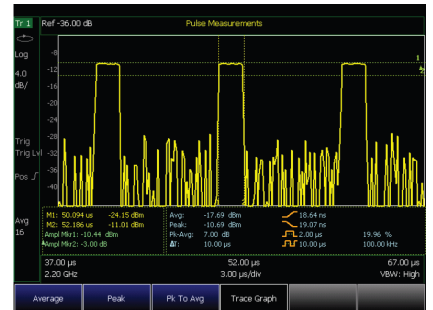 Tr 1 Ref -36.00 dB Pulse Measurements
Log
4.0
dB/
Trig
Trig Lvl
Pos
Avg
16
-8
-12
-16
-20
-24
-28
-32
-36
-40
1
2
M1: 50.094 us -24.15 dBm Avg: -17.69 dBm 18.64 ns
M2: 52.186 us -11.01 dBm Peak: -10.69 dBm 19.07 ns
Ampl Mkr1: -10.44 dBm Pk-Avg: 7.00 dB 2.00 µs 19.96 %
Ampl Mkr2: -3.00 dB ΔT: 10.00 µs 10.00 µs 100.00 kHz
37.00 µs 52.00 µs 67.00 µs
2.20 GHz 3.00 µs/div VBW: High
Average Peak Pk To Avg Trace Graph